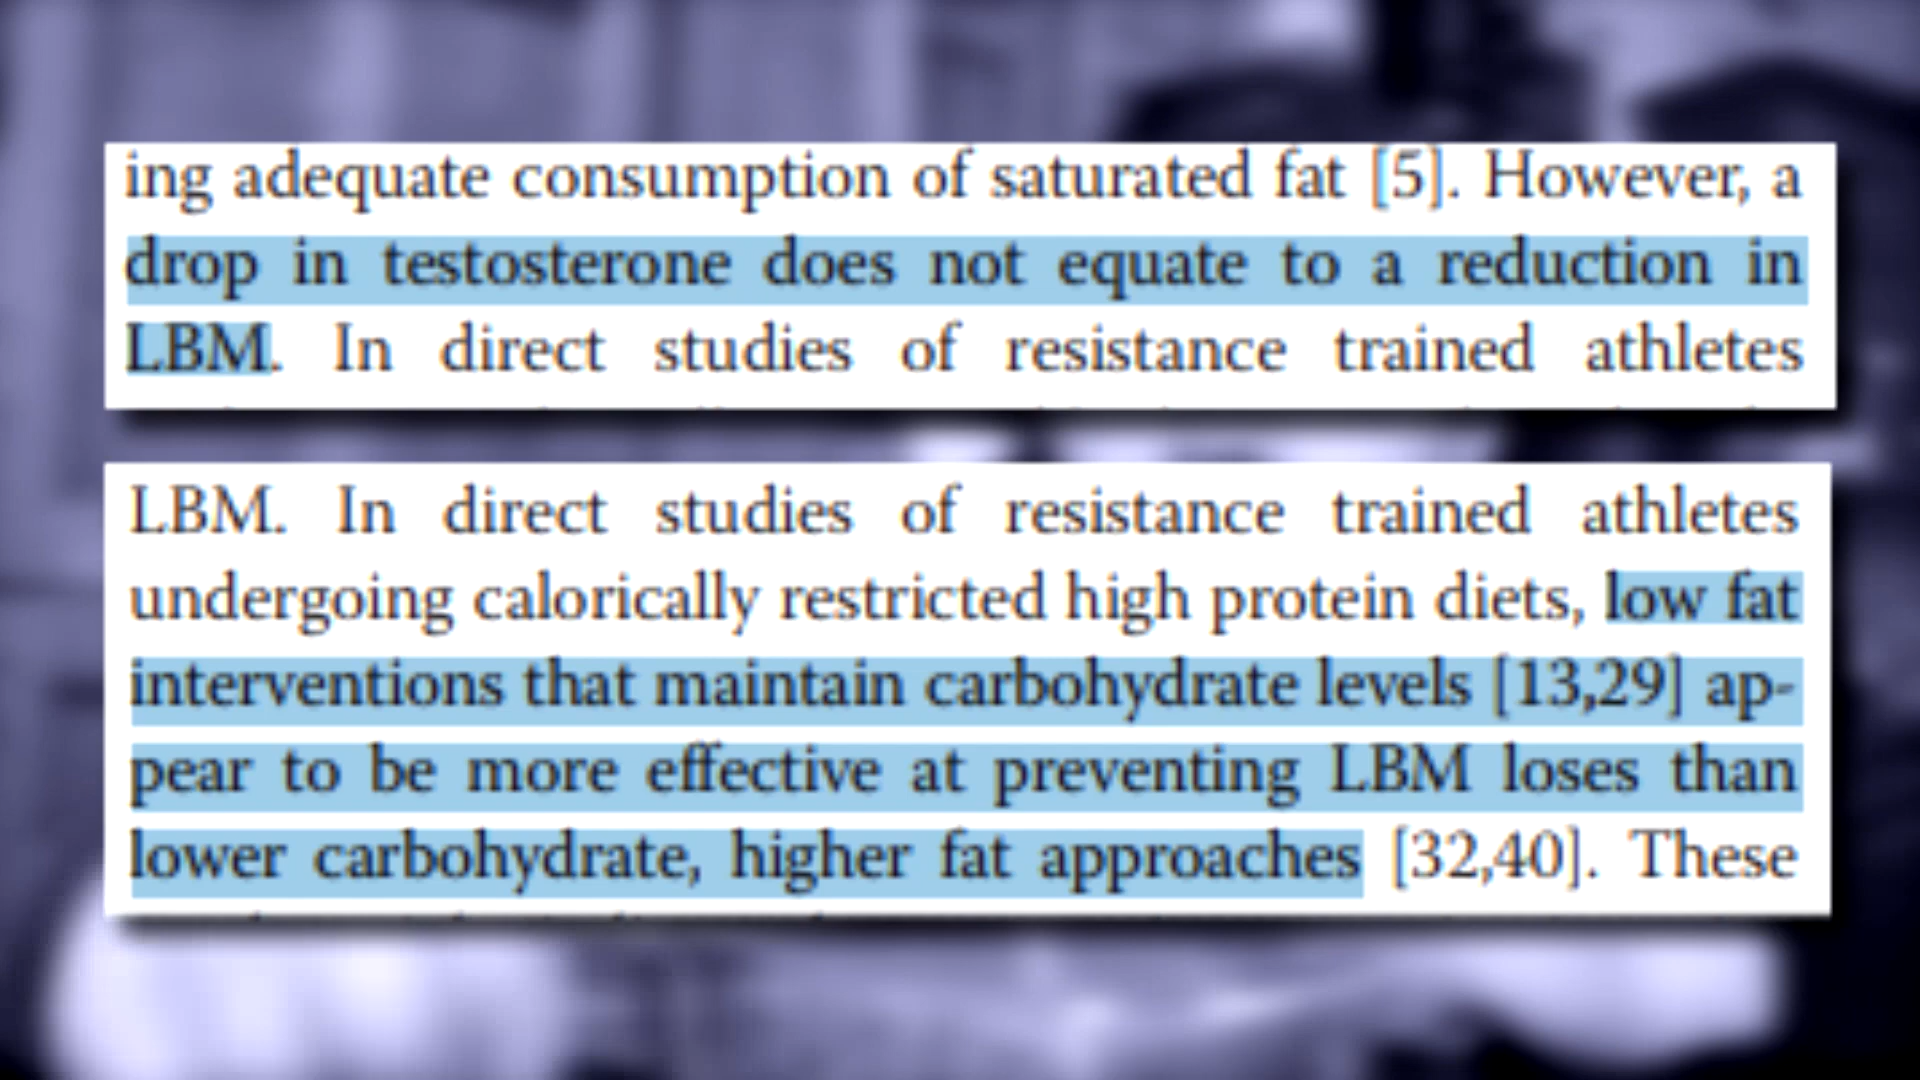 ing adequate consumption of saturated fat [5]. However, a
drop in testosterone does not equate to a reduction in
LBM. In direct studies of resistance trained athletes
LBM. In direct studies of resistance trained athletes
undergoing calorically restricted high protein diets, low fat
interventions that maintain carbohydrate levels [13,29] ap-
pear to be more effective at preventing LBM loses than
lower carbohydrate, higher fat approaches [32,40]. These